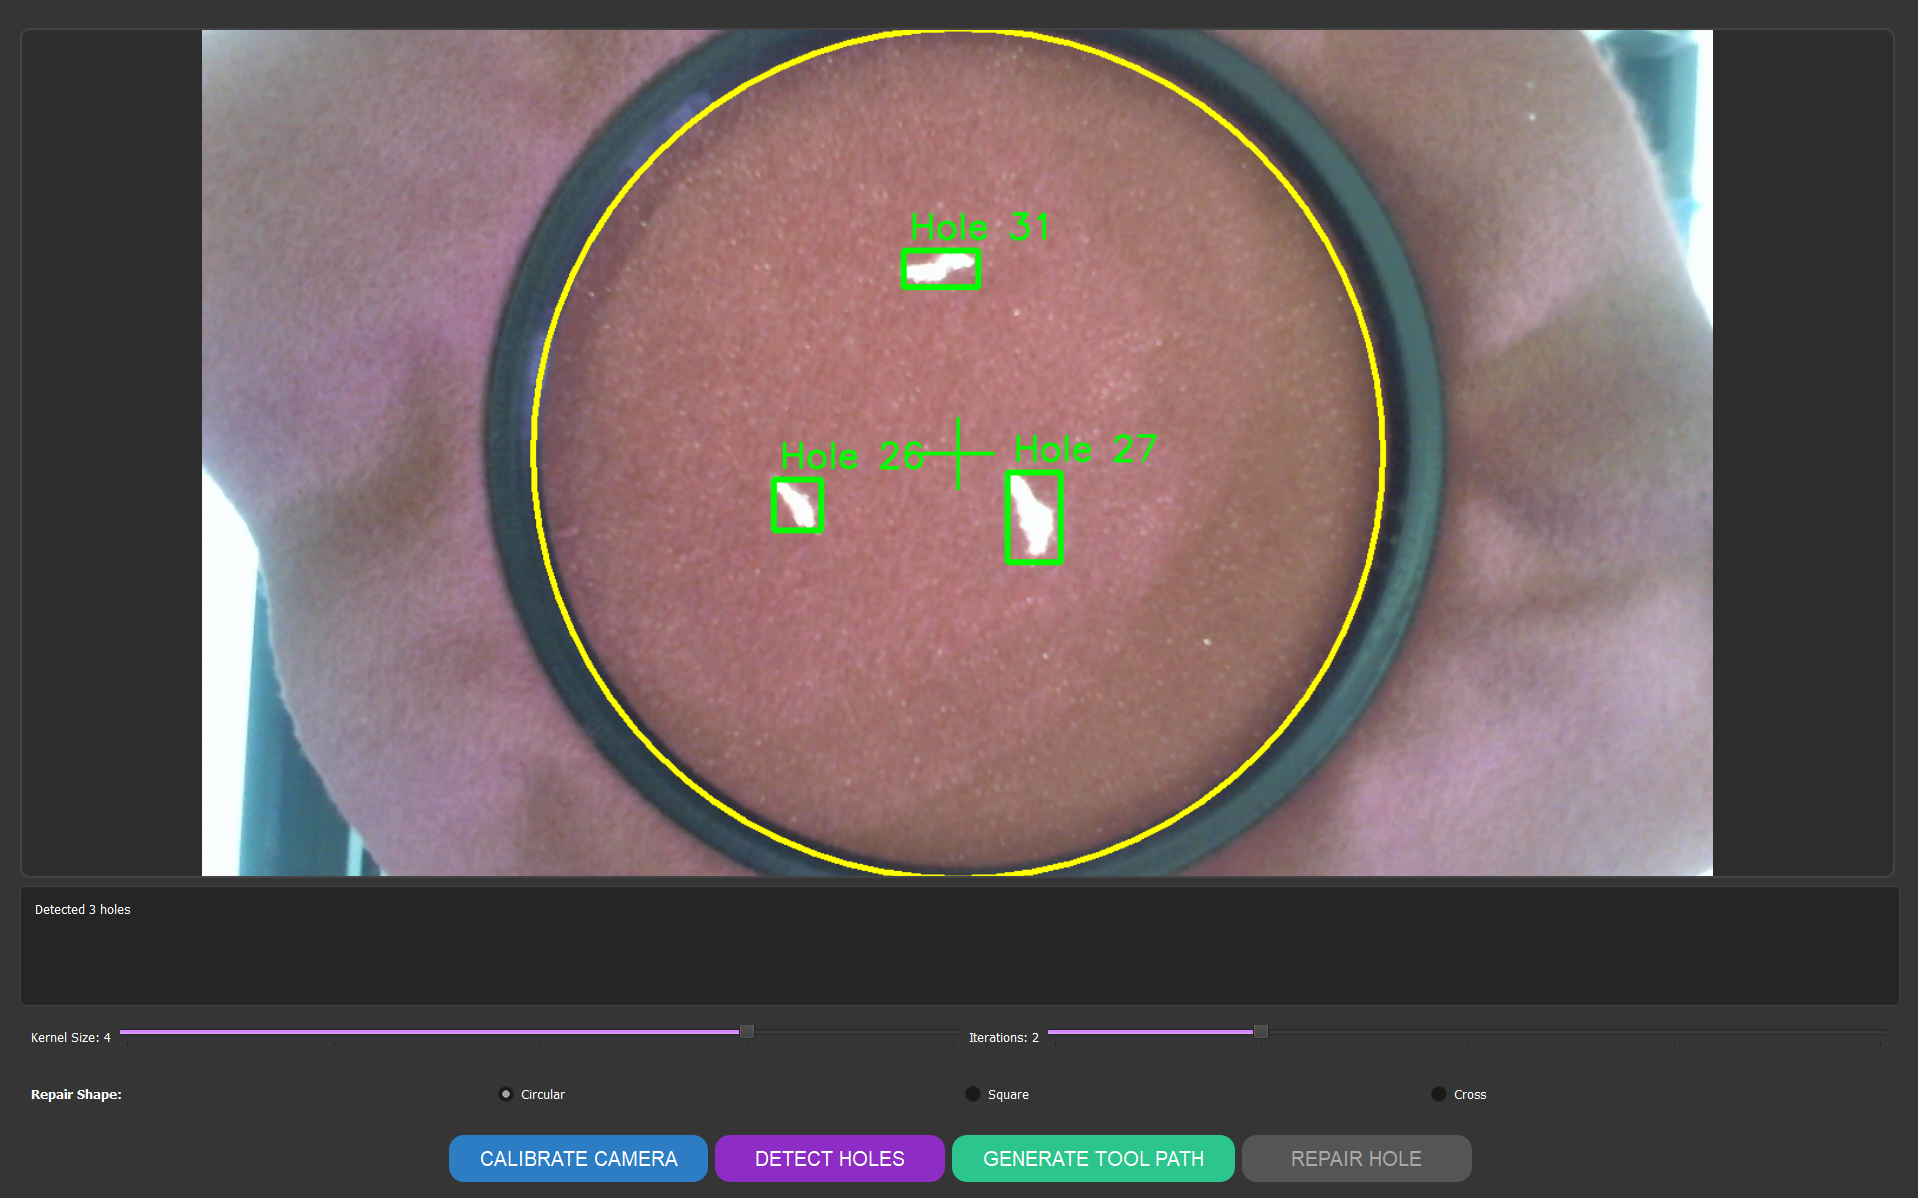 Hole 31
Hole 26
Hole 27
Detected 3 holes
Kernel Size: 4
Iterations: 2
Repair Shape:
Circular
Square
Cross
CALIBRATE CAMERA
DETECT HOLES
GENERATE TOOL PATH
REPAIR HOLE